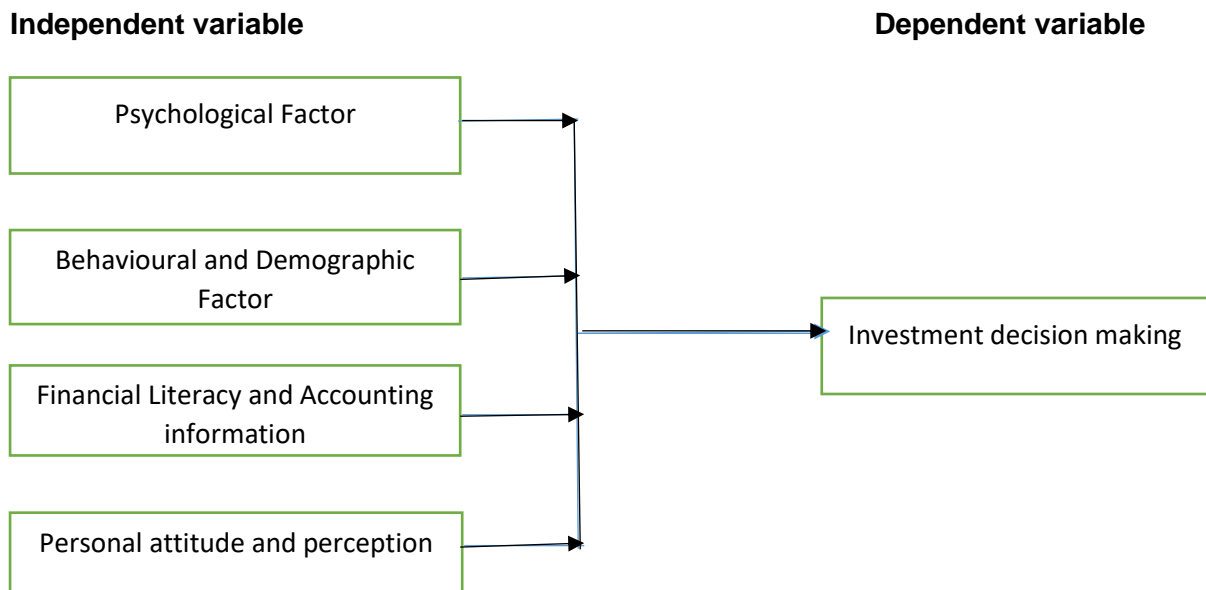 Independent variable
Dependent variable
Psychological Factor
Behavioural and Demographic
Factor
Financial Literacy and Accounting
information
Personal attitude and perception
Investment decision making